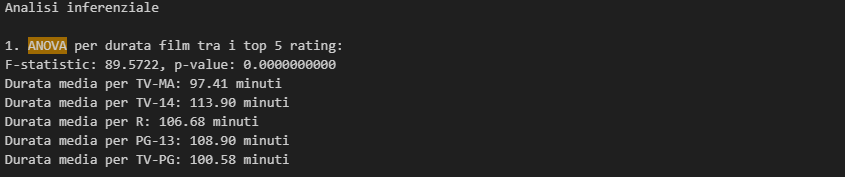 Analisi inferenziale
1. ANOVA per durata film tra i top 5 rating:
F-statistic: 89.5722, p-value: 0.0000000000
Durata media per TV-MA: 97.41 minuti
Durata media per TV-14: 113.90 minuti
Durata media per R: 106.68 minuti
Durata media per PG-13: 108.90 minuti
Durata media per TV-PG: 100.58 minuti